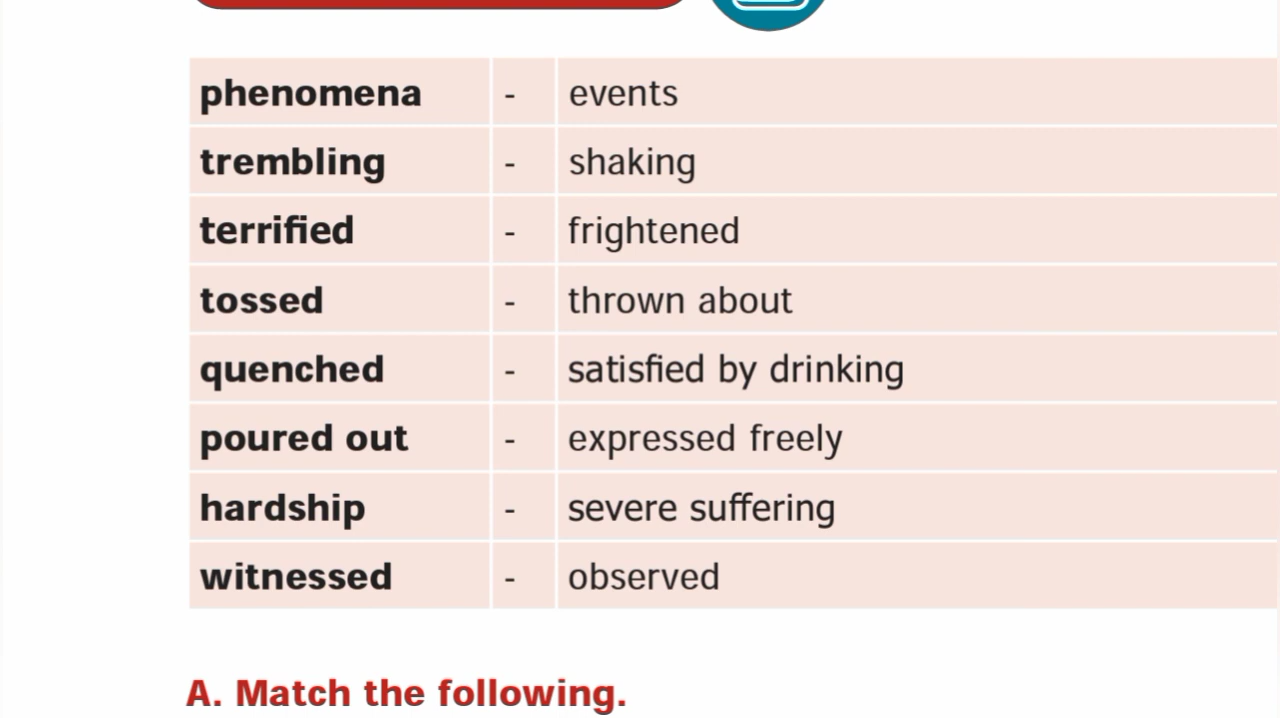 phenomena - events
trembling - shaking
terrified - frightened
tossed - thrown about
quenched - satisfied by drinking
poured out - expressed freely
hardship - severe suffering
witnessed - observed
A. Match the following.